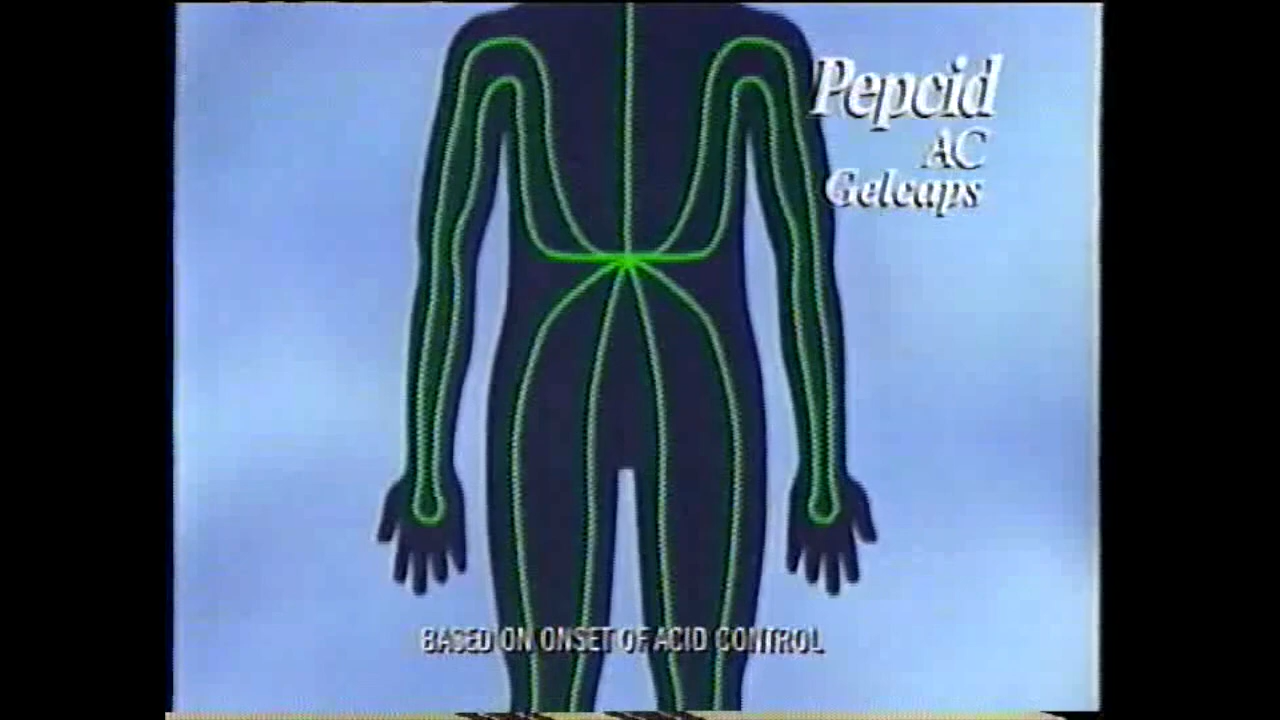 Pepcid
AC
Gelcaps
BASED ON ONSET OF ACID CONTROL